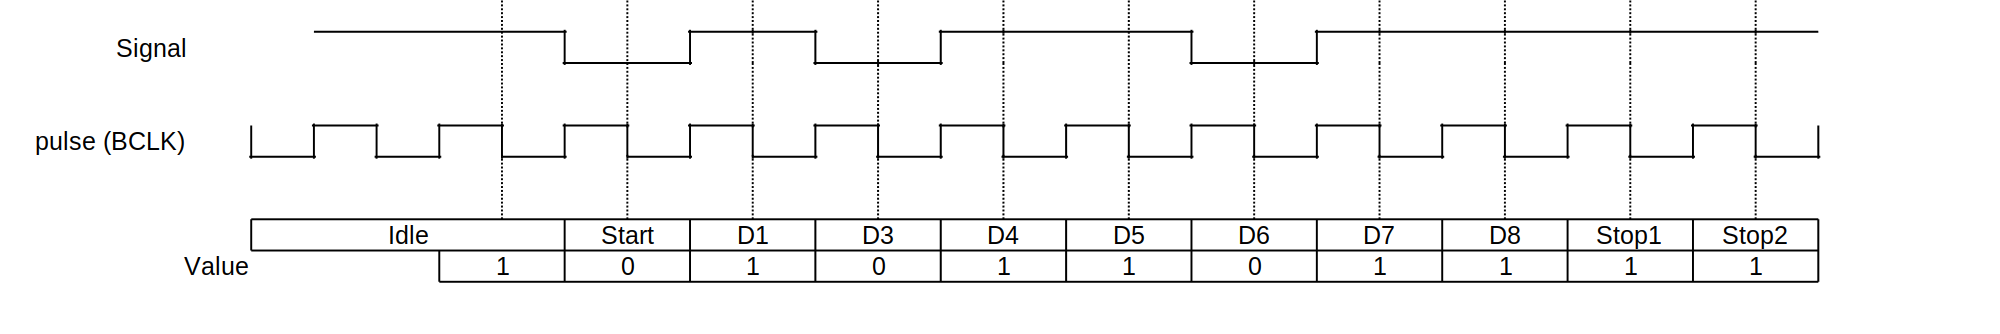 Signal
pulse (BCLK)
Idle Start D1 D3 D4 D5 D6 D7 D8 Stop1 Stop2
Value 1 0 1 0 1 1 0 1 1 1 1